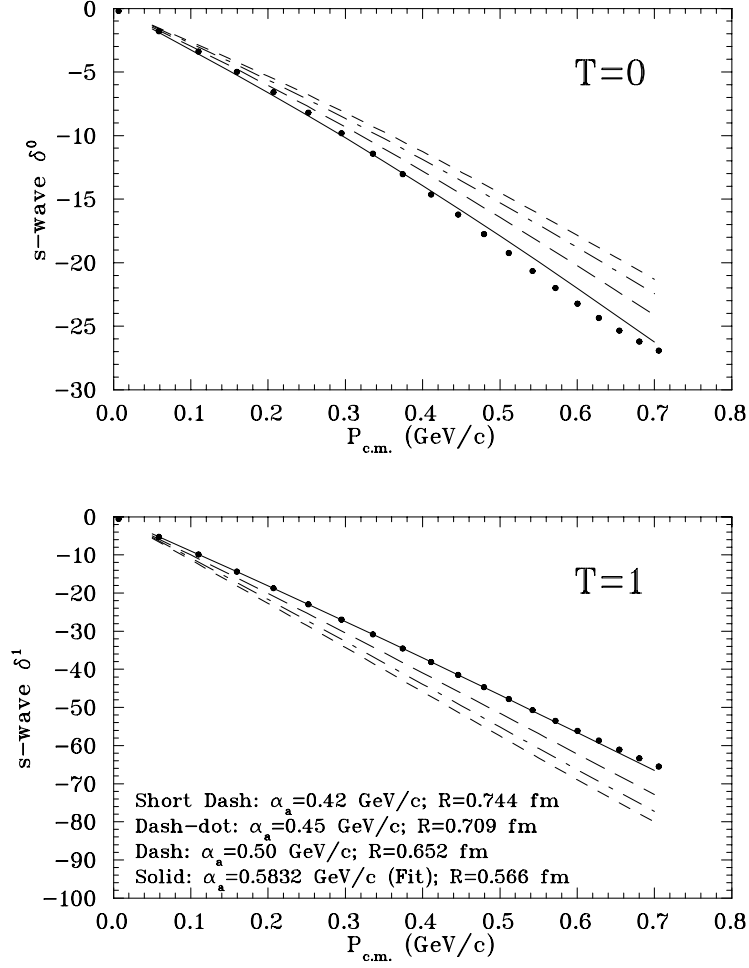 0
−5
−10
−15
−20
−25
−30
s−wave δ⁰
T=0
0.0 0.1 0.2 0.3 0.4 0.5 0.6 0.7 0.8
P_c.m. (GeV/c)
0
−10
−20
−30
−40
−50
−60
−70
−80
−90
−100
s−wave δ¹
T=1
Short Dash: α_a=0.42 GeV/c; R=0.744 fm
Dash−dot: α_a=0.45 GeV/c; R=0.709 fm
Dash: α_a=0.50 GeV/c; R=0.652 fm
Solid: α_a=0.5832 GeV/c (Fit); R=0.566 fm
0.0 0.1 0.2 0.3 0.4 0.5 0.6 0.7 0.8
P_c.m. (GeV/c)